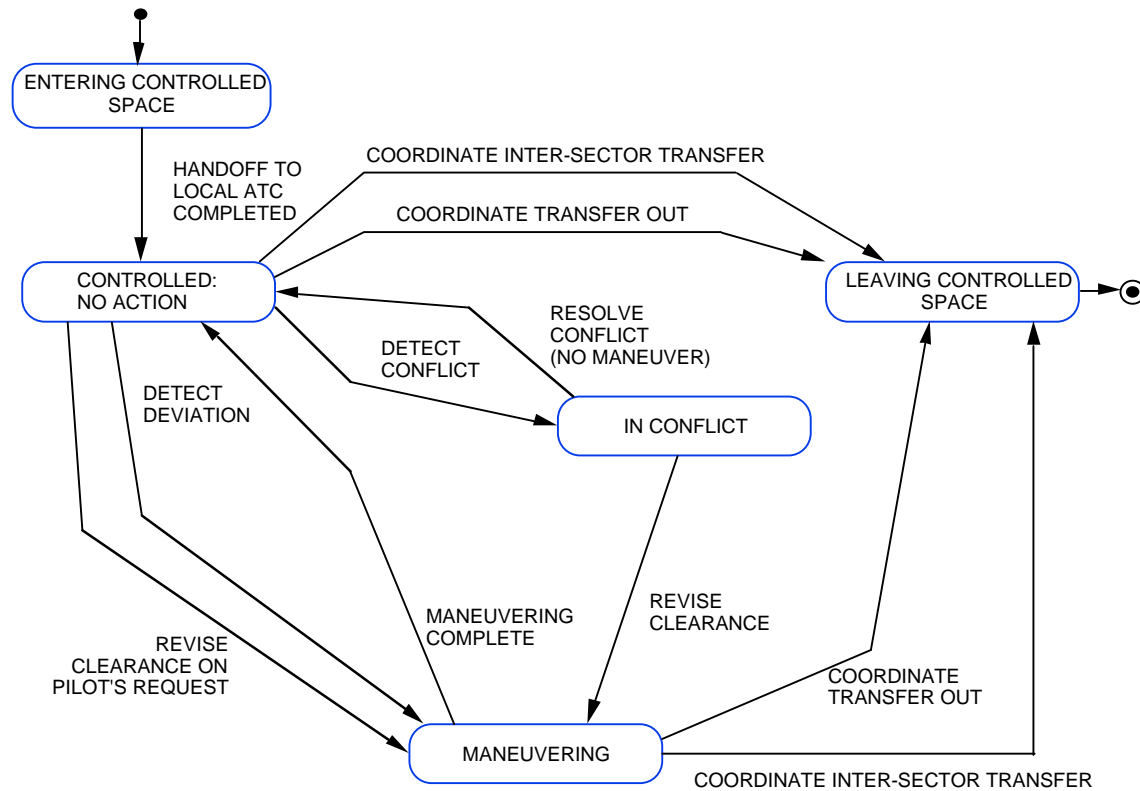 ENTERING CONTROLLED
SPACE
HANDOFF TO
LOCAL ATC
COMPLETED
COORDINATE INTER-SECTOR TRANSFER
COORDINATE TRANSFER OUT
CONTROLLED:
NO ACTION
LEAVING CONTROLLED
SPACE
RESOLVE
CONFLICT
(NO MANEUVER)
DETECT
CONFLICT
DETECT
DEVIATION
IN CONFLICT
MANEUVERING
COMPLETE
REVISE
CLEARANCE
REVISE
CLEARANCE ON
PILOT'S REQUEST
COORDINATE
TRANSFER OUT
MANEUVERING
COORDINATE INTER-SECTOR TRANSFER